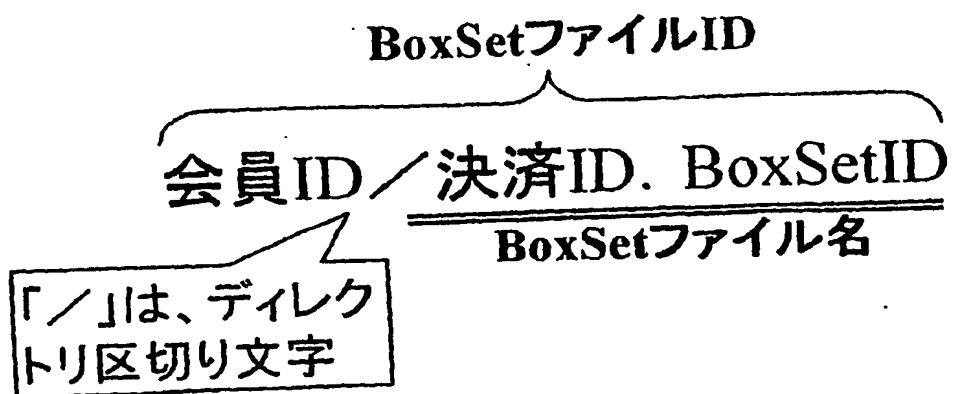 BoxSetファイルID
会員ID／決済ID. BoxSetID
BoxSetファイル名
「／」は、ディレク
トリ区切り文字